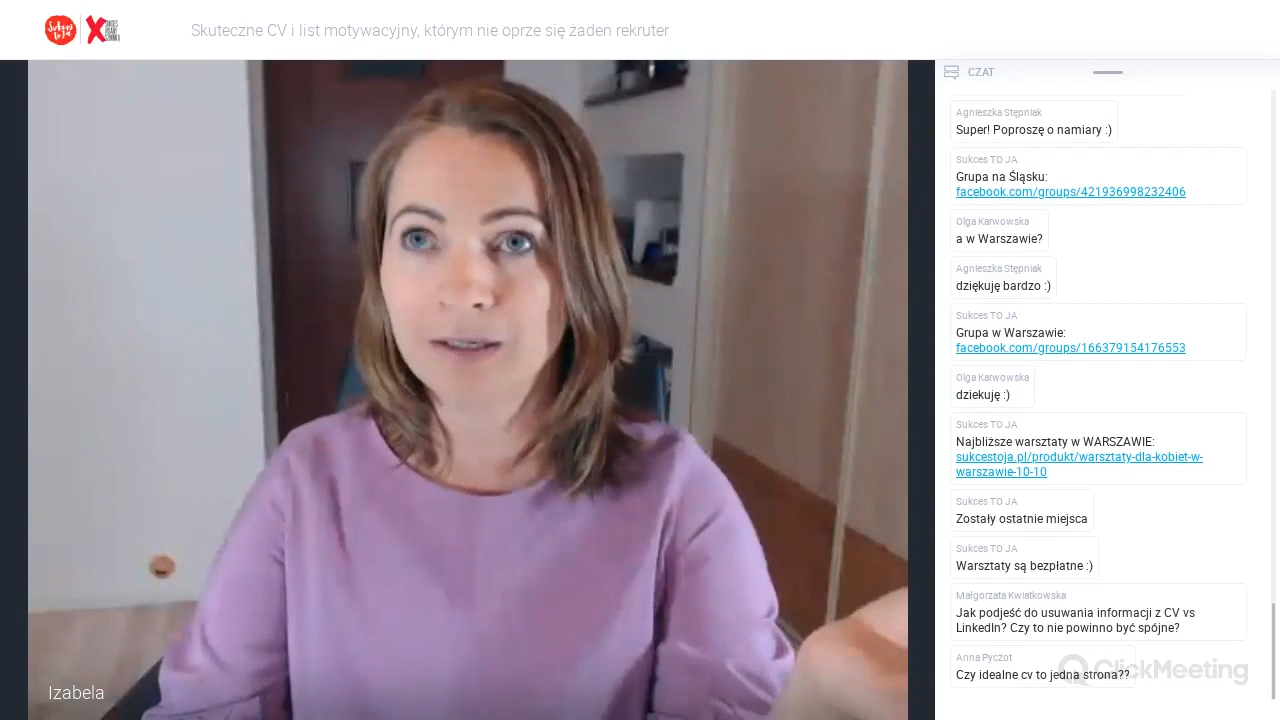 Sukces
to Ja
Skuteczne CV i list motywacyjny, którym nie oprze się żaden rekruter
CZAT
Agnieszka Stępniak
Super! Poproszę o namiary :)
Sukces TO JA
Grupa na Śląsku:
facebook.com/groups/421936998232406
Olga Karwowska
a w Warszawie?
Agnieszka Stępniak
dziękuję bardzo :)
Sukces TO JA
Grupa w Warszawie:
facebook.com/groups/166379154176553
Olga Karwowska
dziekuję :)
Sukces TO JA
Najbliższe warsztaty w WARSZAWIE:
sukcestoja.pl/produkt/warsztaty-dla-kobiet-w-
warszawie-10-10
Sukces TO JA
Zostały ostatnie miejsca
Sukces TO JA
Warsztaty są bezpłatne :)
Małgorzata Kwiatkowska
Jak podjeść do usuwania informacji z CV vs
LinkedIn? Czy to nie powinno być spójne?
Anna Pyczot
Czy idealne cv to jedna strona??
ClickMeeting
Izabela